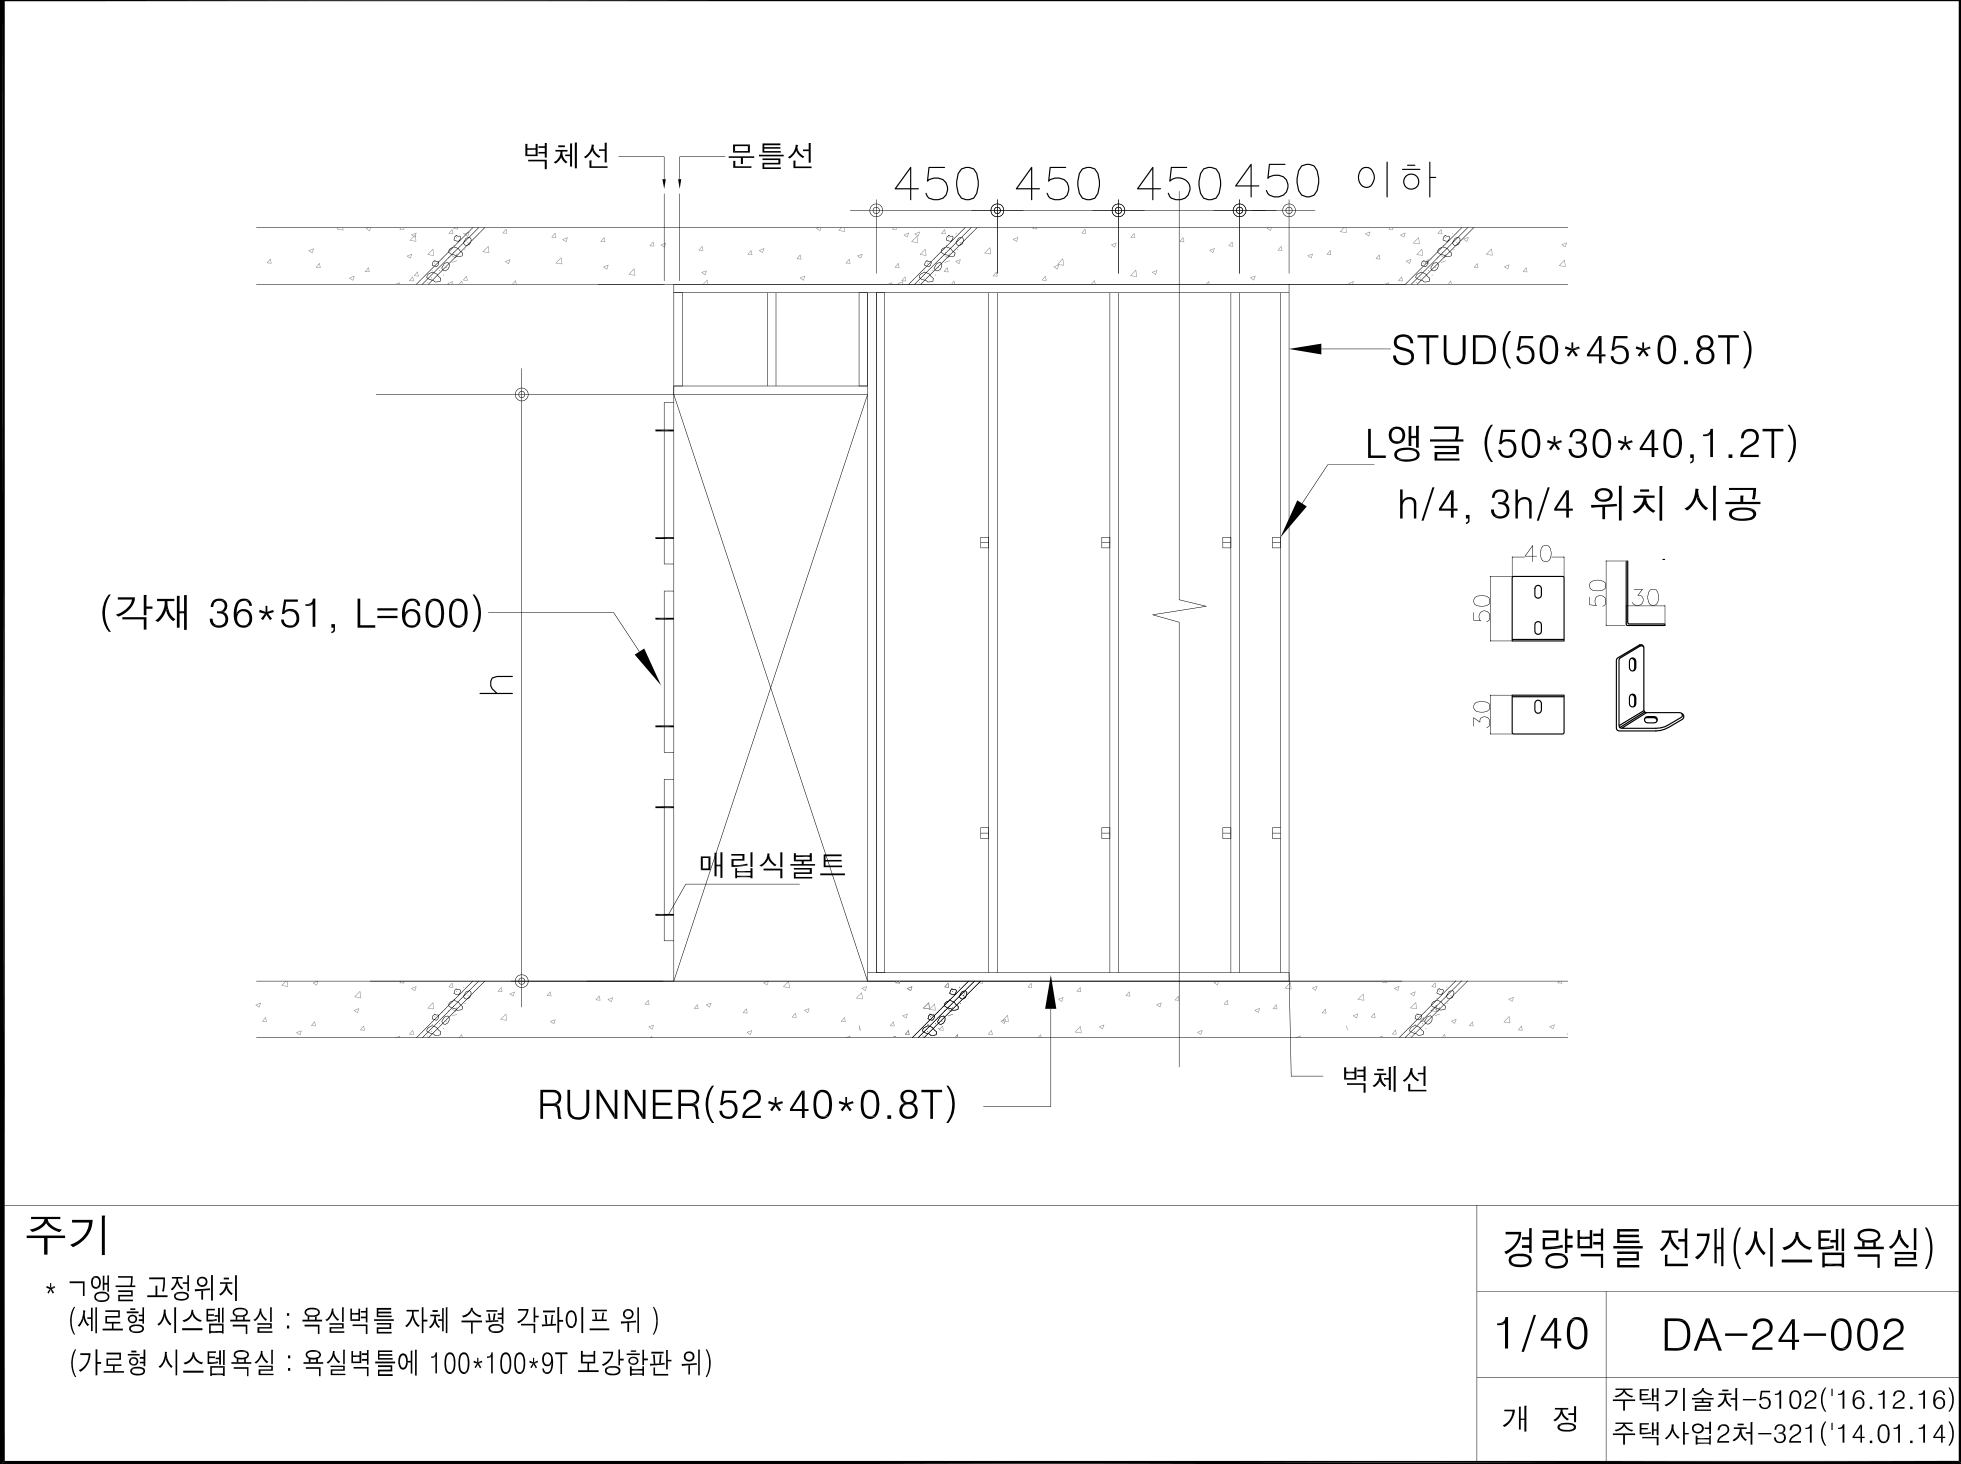 벽체선
문틀선
450 450 450 450 이하
STUD(50*45*0.8T)
L앵글 (50*30*40,1.2T)
h/4, 3h/4 위치 시공
40
50
50
30
30
(각재 36*51, L=600)
h
매립식볼트
벽체선
RUNNER(52*40*0.8T)
주기
* ㄱ앵글 고정위치
(세로형 시스템욕실 : 욕실벽틀 자체 수평 각파이프 위 )
(가로형 시스템욕실 : 욕실벽틀에 100*100*9T 보강합판 위)
경량벽틀 전개(시스템욕실)
1/40
DA-24-002
개 정
주택기술처-5102('16.12.16)
주택사업2처-321('14.01.14)